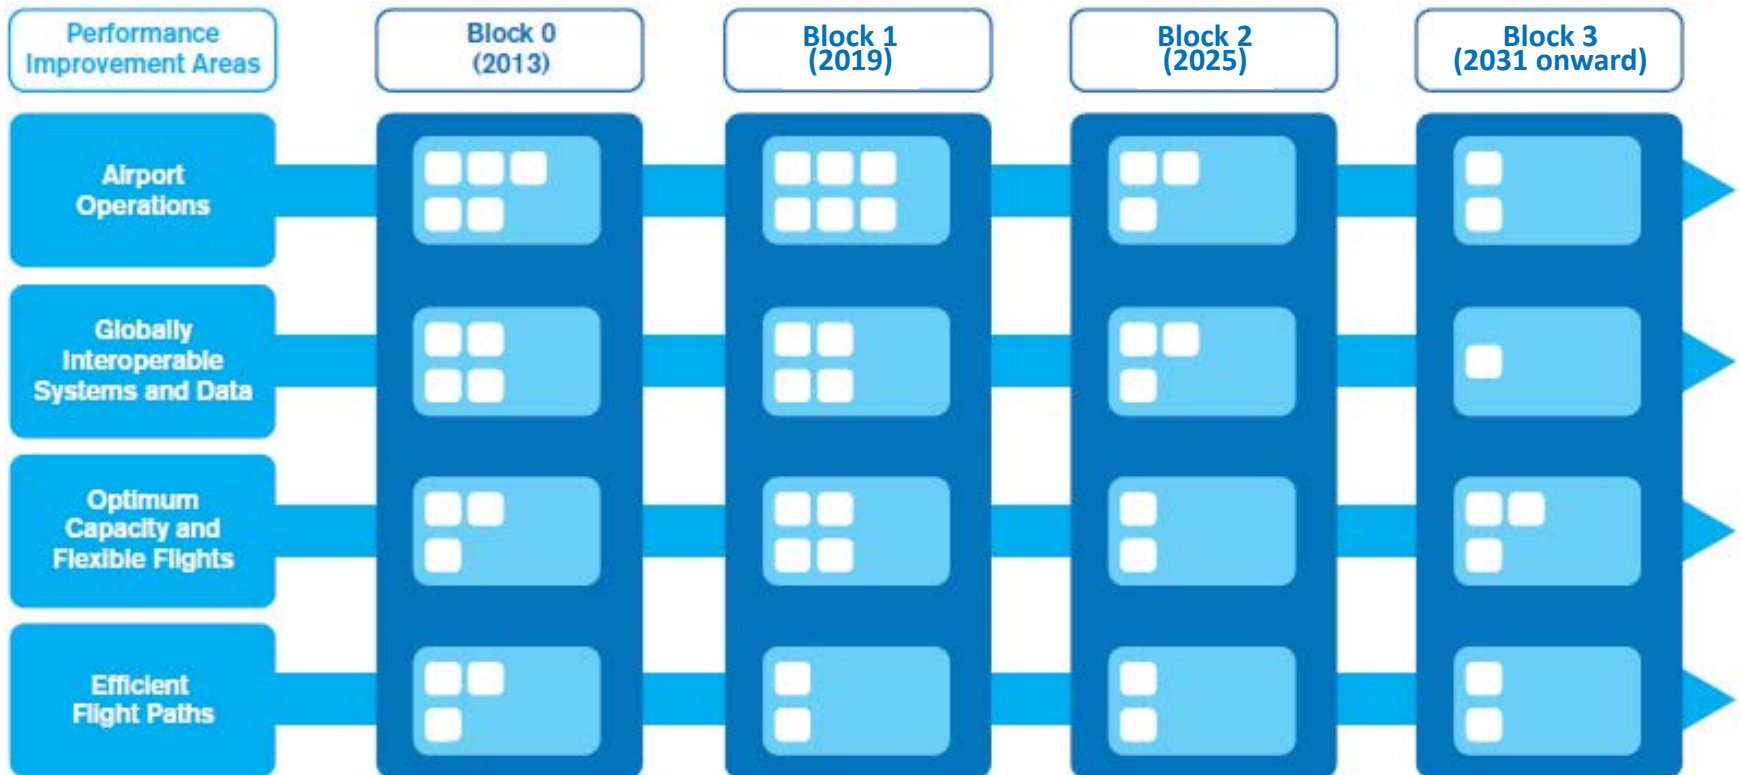 Performance
Improvement Areas
Block 0
(2013)
Block 1
(2019)
Block 2
(2025)
Block 3
(2031 onward)
Airport
Operations
Globally
Interoperable
Systems and Data
Optimum
Capacity and
Flexible Flights
Efficient
Flight Paths